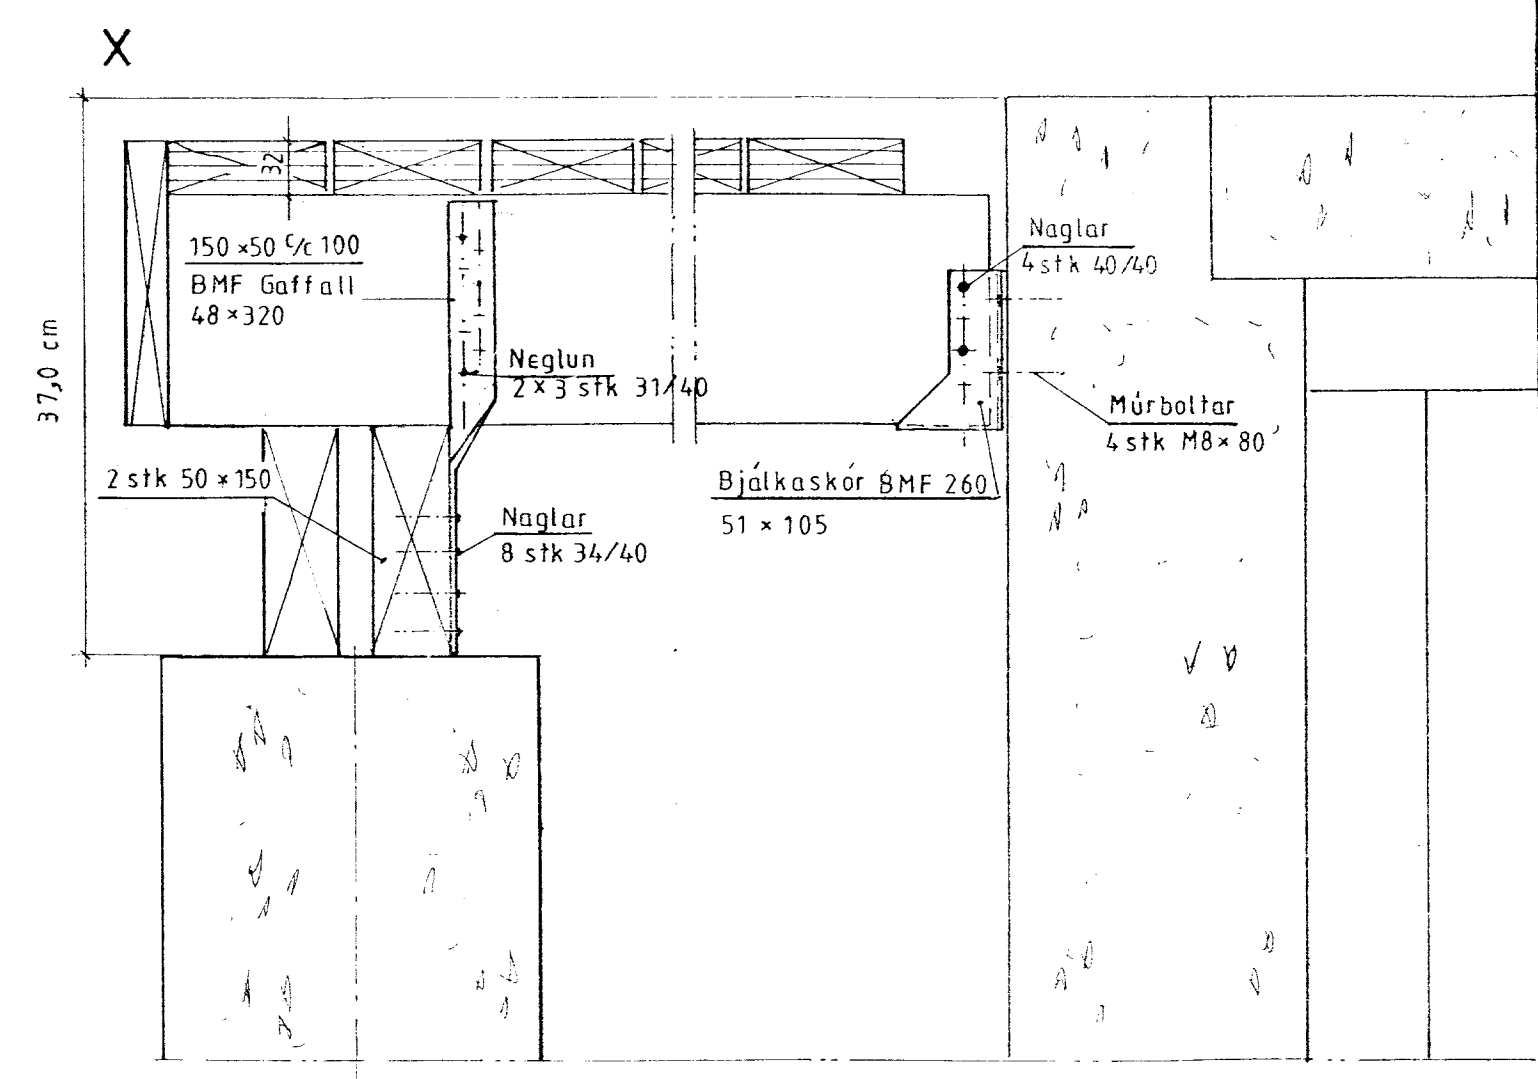 X
32
150 ×50 c/c 100
BMF Gaffall
48 ×320
37,0 cm
Naglar
4 stk 40/40
Neglun
2 × 3 stk 31/40
Múrboltar
4 stk M8 × 80
2 stk 50 × 150
Bjálkaskór BMF 260
51 × 105
Naglar
8 stk 34/40